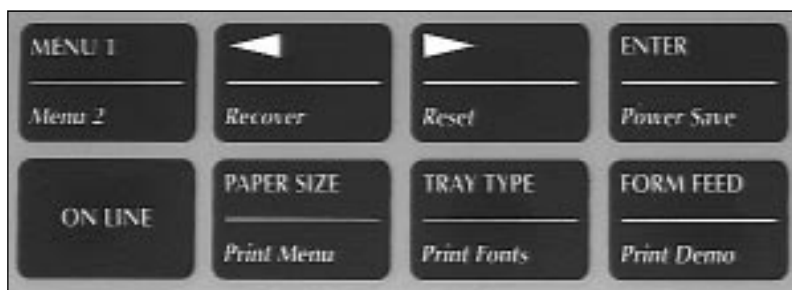 MENU 1
Menu 2
Recover
Reset
ENTER
Power Save
ON LINE
PAPER SIZE
Print Menu
TRAY TYPE
Print Fonts
FORM FEED
Print Demo